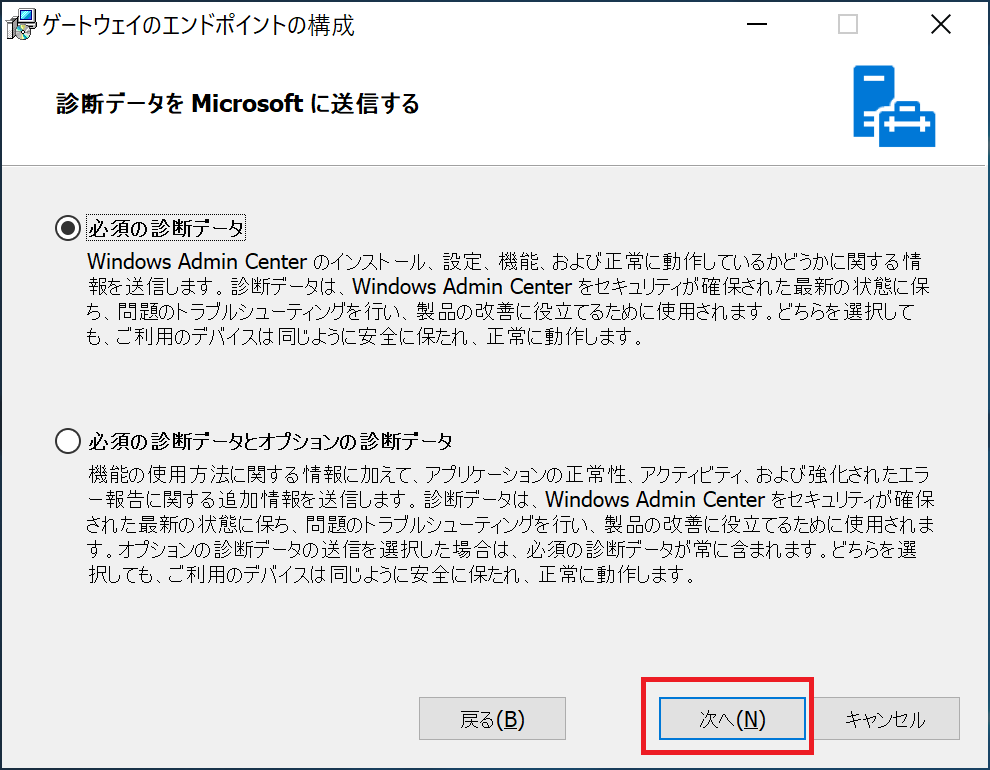 ゲートウェイのエンドポイントの構成
診断データを Microsoft に送信する
必須の診断データ
Windows Admin Center のインストール、設定、機能、および正常に動作しているかどうかに関する情
報を送信します。診断データは、Windows Admin Center をセキュリティが確保された最新の状態に保
ち、問題のトラブルシューティングを行い、製品の改善に役立てるために使用されます。どちらを選択して
も、ご利用のデバイスは同じように安全に保たれ、正常に動作します。
必須の診断データとオプションの診断データ
機能の使用方法に関する情報に加えて、アプリケーションの正常性、アクティビティ、および強化されたエラ
ー報告に関する追加情報を送信します。診断データは、Windows Admin Center をセキュリティが確保
された最新の状態に保ち、問題のトラブルシューティングを行い、製品の改善に役立てるために使用されま
す。オプションの診断データの送信を選択した場合は、必須の診断データが常に含まれます。どちらを選
択しても、ご利用のデバイスは同じように安全に保たれ、正常に動作します。
戻る(B)
次へ(N)
キャンセル